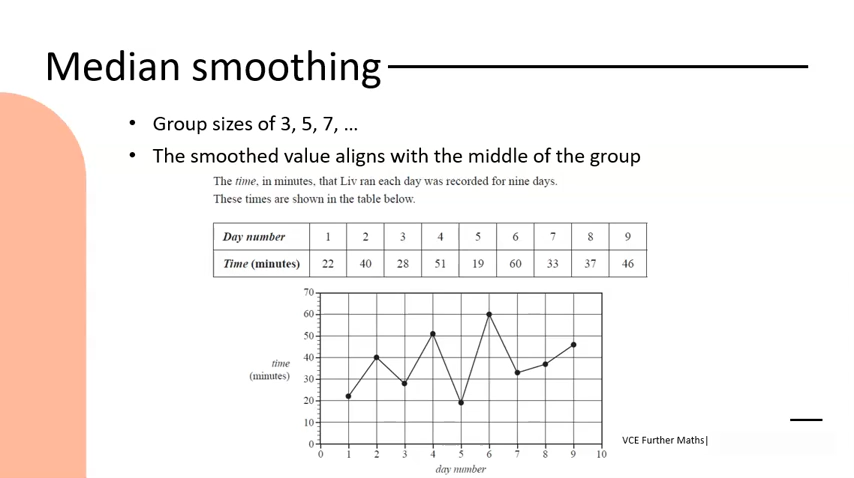 Median smoothing
• Group sizes of 3, 5, 7, …
• The smoothed value aligns with the middle of the group
The time, in minutes, that Liv ran each day was recorded for nine days.
These times are shown in the table below.
Day number 1 2 3 4 5 6 7 8 9
Time (minutes) 22 40 28 51 19 60 33 37 46
70
60
50
40
30
20
10
0
time
(minutes)
0 1 2 3 4 5 6 7 8 9 10
day number
VCE Further Maths|